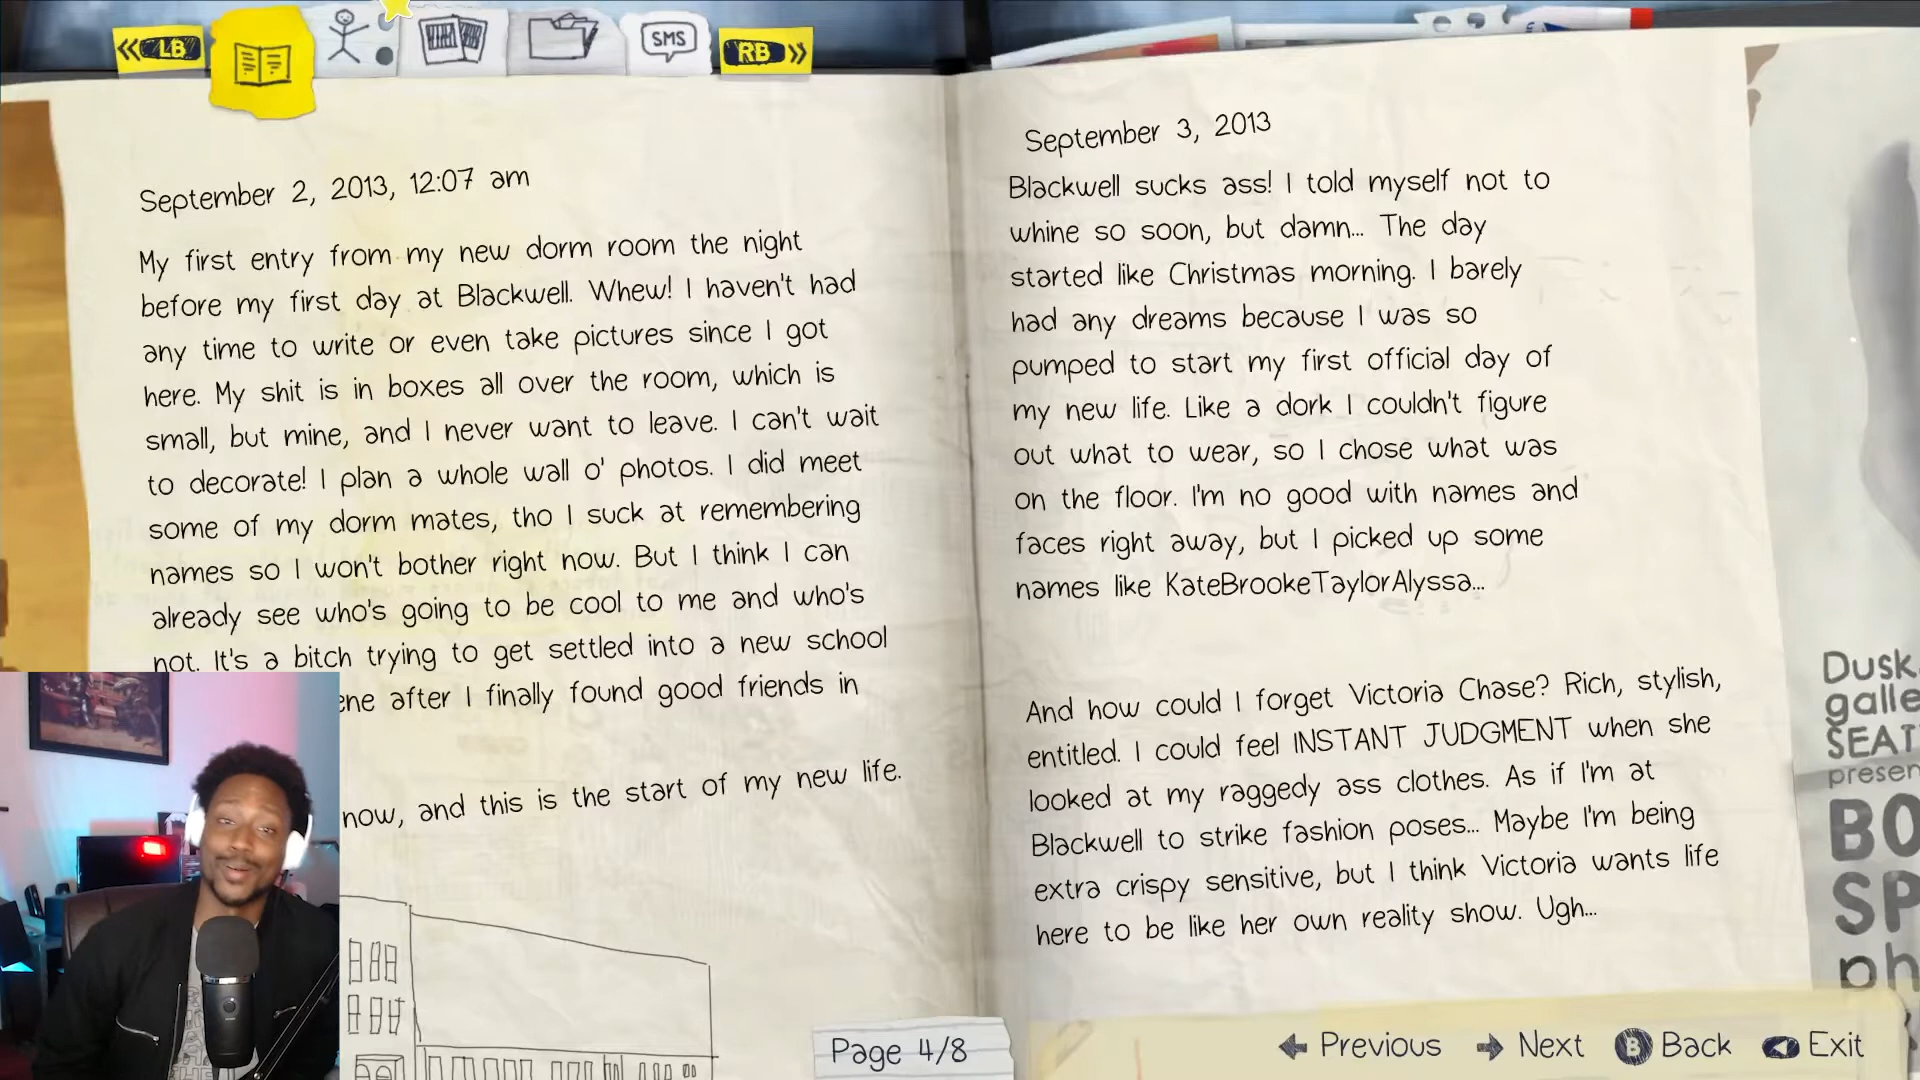 LB
SMS
RB
September 2, 2013, 12:07 am
My first entry from my new dorm room the night
before my first day at Blackwell. Whew! I haven't had
any time to write or even take pictures since I got
here. My shit is in boxes all over the room, which is
small, but mine, and I never want to leave. I can't wait
to decorate! I plan a whole wall o' photos. I did meet
some of my dorm mates, tho I suck at remembering
names so I won't bother right now. But I think I can
already see who's going to be cool to me and who's
not. It's a bitch trying to get settled into a new school
after I finally found good friends in
now, and this is the start of my new life.
September 3, 2013
Blackwell sucks ass! I told myself not to
whine so soon, but damn... The day
started like Christmas morning. I barely
had any dreams because I was so
pumped to start my first official day of
my new life. Like a dork I couldn't figure
out what to wear, so I chose what was
on the floor. I'm no good with names and
faces right away, but I picked up some
names like KateBrookeTaylorAlyssa...
And how could I forget Victoria Chase? Rich, stylish,
entitled. I could feel INSTANT JUDGMENT when she
looked at my raggedy ass clothes. As if I'm at
Blackwell to strike fashion poses... Maybe I'm being
extra crispy sensitive, but I think Victoria wants life
here to be like her own reality show. Ugh...
Dusk
galle
SEAT
presen
BO
SP
ph
Page 4/8
Previous
Next
B Back
Exit